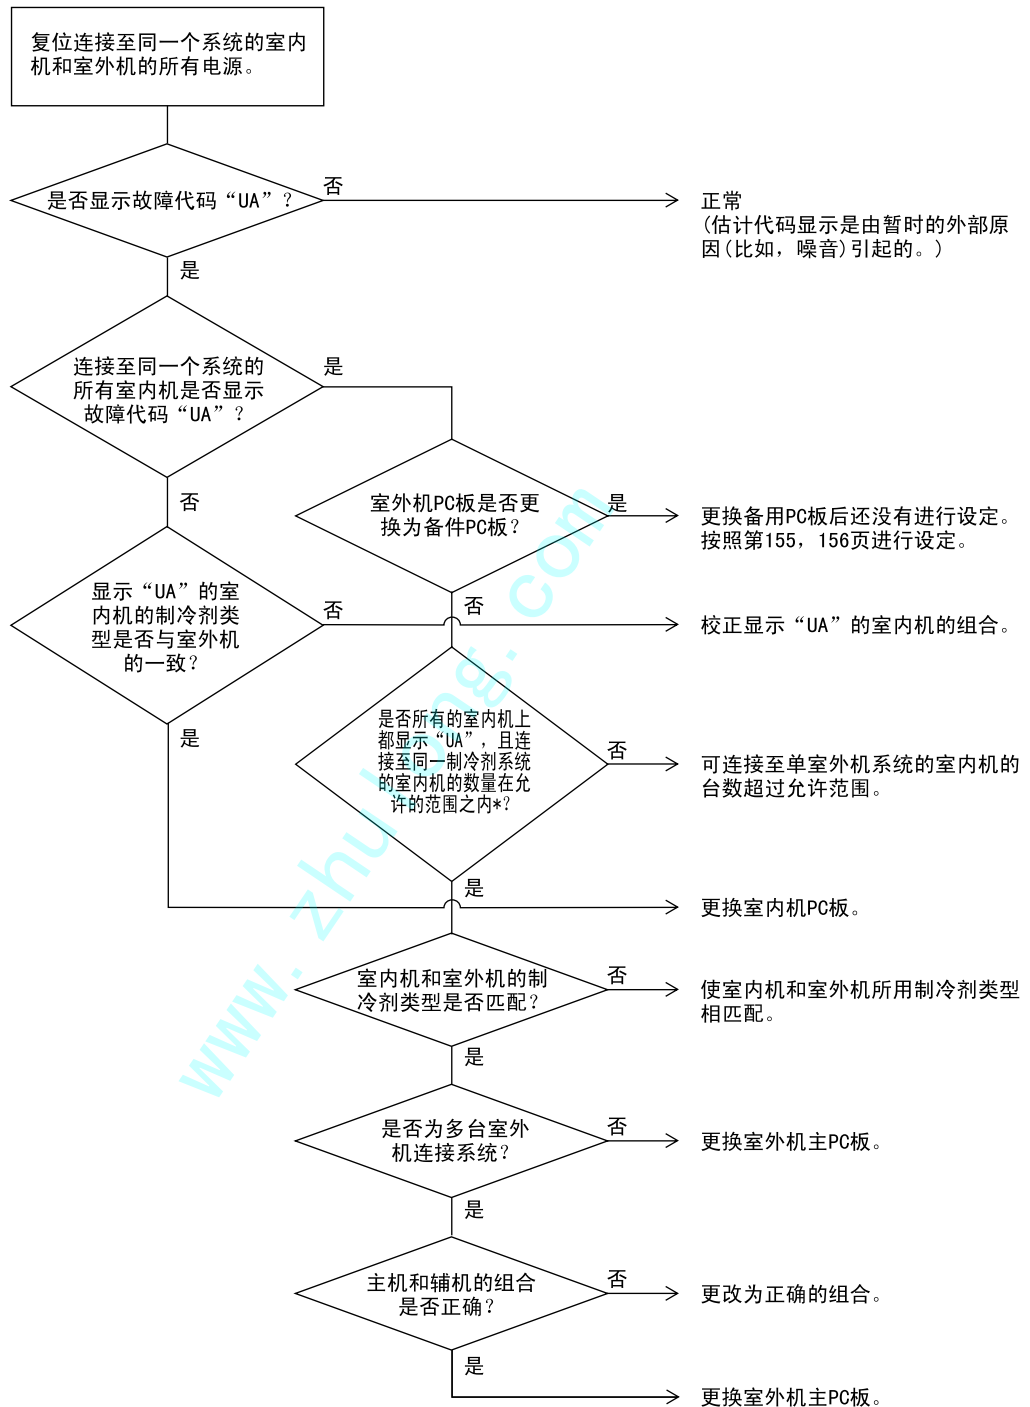 复位连接至同一个系统的室内
机和室外机的所有电源。
是否显示故障代码“UA”？
否
正常
(估计代码显示是由暂时的外部原
因(比如，噪音)引起的。)
是
连接至同一个系统的
所有室内机是否显示
故障代码“UA”？
是
否
室外机PC板是否更
换为备件PC板？
是
更换备用PC板后还没有进行设定。
按照第155，156页进行设定。
显示“UA”的室
内机的制冷剂类
型是否与室外机
的一致？
否
否
校正显示“UA”的室内机的组合。
是
是否所有的室内机上
都显示“UA”，且连
接至同一制冷剂系统
的室内机的数量在允
许的范围之内*？
否
可连接至单室外机系统的室内机的
台数超过允许范围。
是
更换室内机PC板。
室内机和室外机的制
冷剂类型是否匹配？
否
使室内机和室外机所用制冷剂类型
相匹配。
是
是否为多台室外
机连接系统？
否
更换室外机主PC板。
是
主机和辅机的组合
是否正确？
否
更改为正确的组合。
是
更换室外机主PC板。
www.zhulong.com